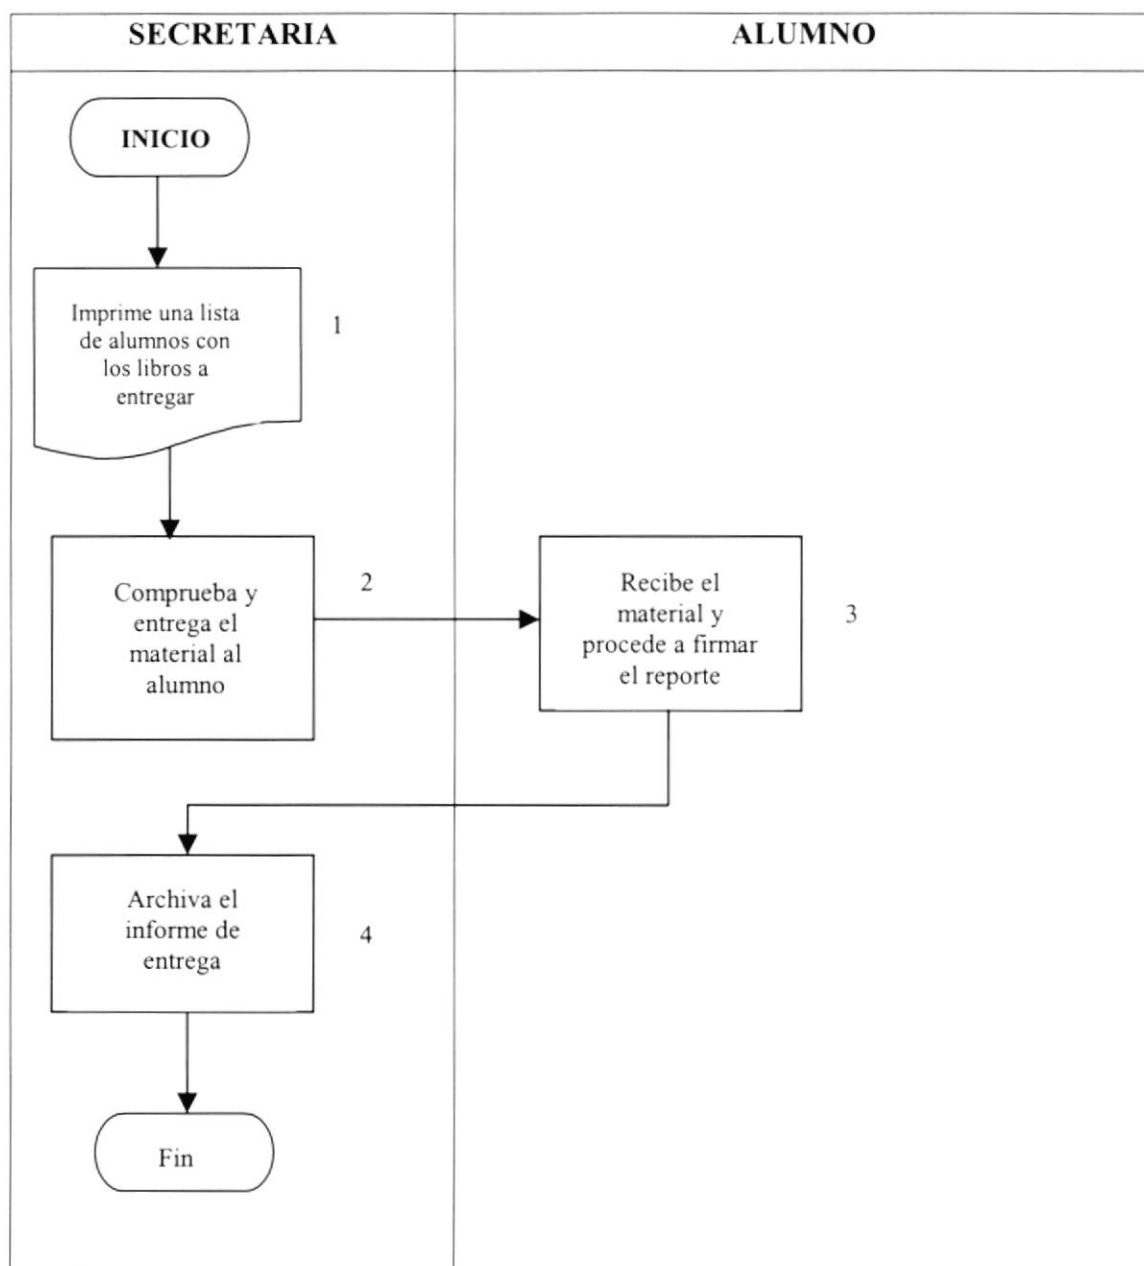 SECRETARIA
ALUMNO
INICIO
Imprime una lista
de alumnos con
los libros a
entregar
1
Comprueba y
entrega el
material al
alumno
2
Recibe el
material y
procede a firmar
el reporte
3
Archiva el
informe de
entrega
4
Fin